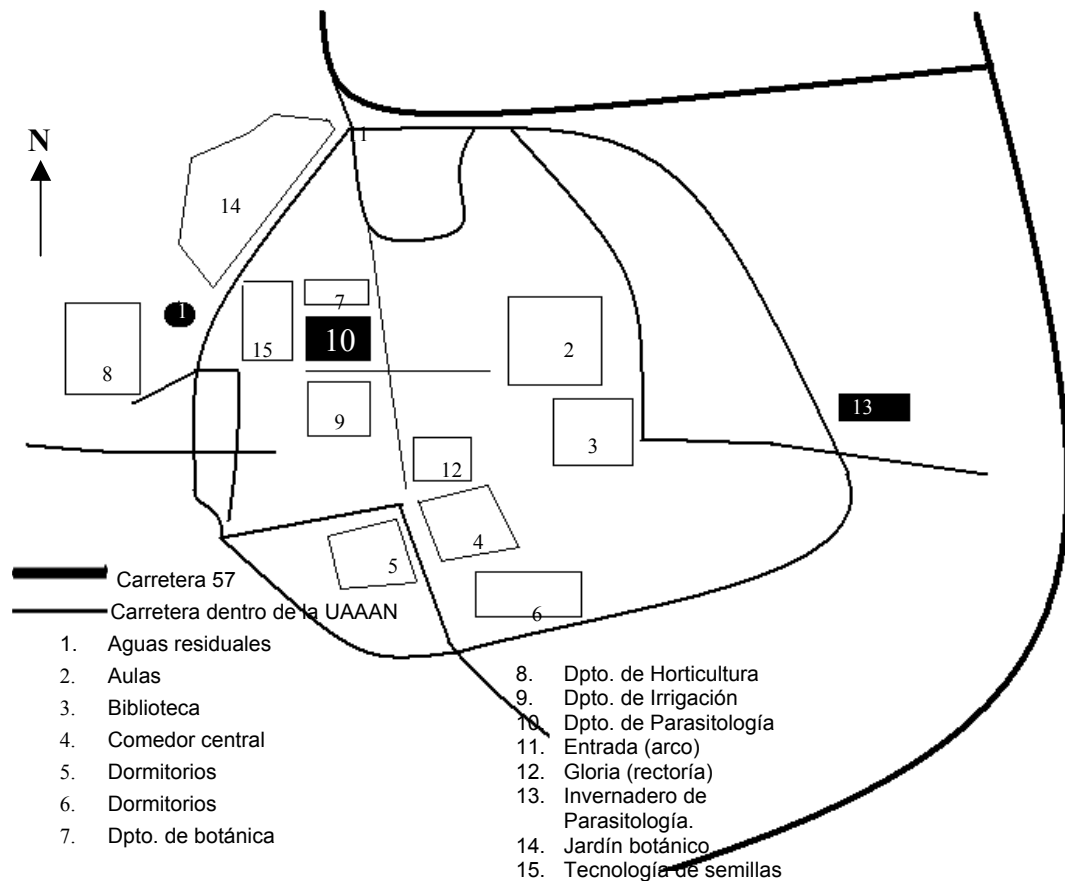 N
1
14
1
7
15
10
2
8
13
9
3
12
4
5
6
Carretera 57
Carretera dentro de la UAAAN
1. Aguas residuales
2. Aulas
3. Biblioteca
4. Comedor central
5. Dormitorios
6. Dormitorios
7. Dpto. de botánica
8. Dpto. de Horticultura
9. Dpto. de Irrigación
10. Dpto. de Parasitología
11. Entrada (arco)
12. Gloria (rectoría)
13. Invernadero de
Parasitología.
14. Jardín botánico
15. Tecnología de semillas